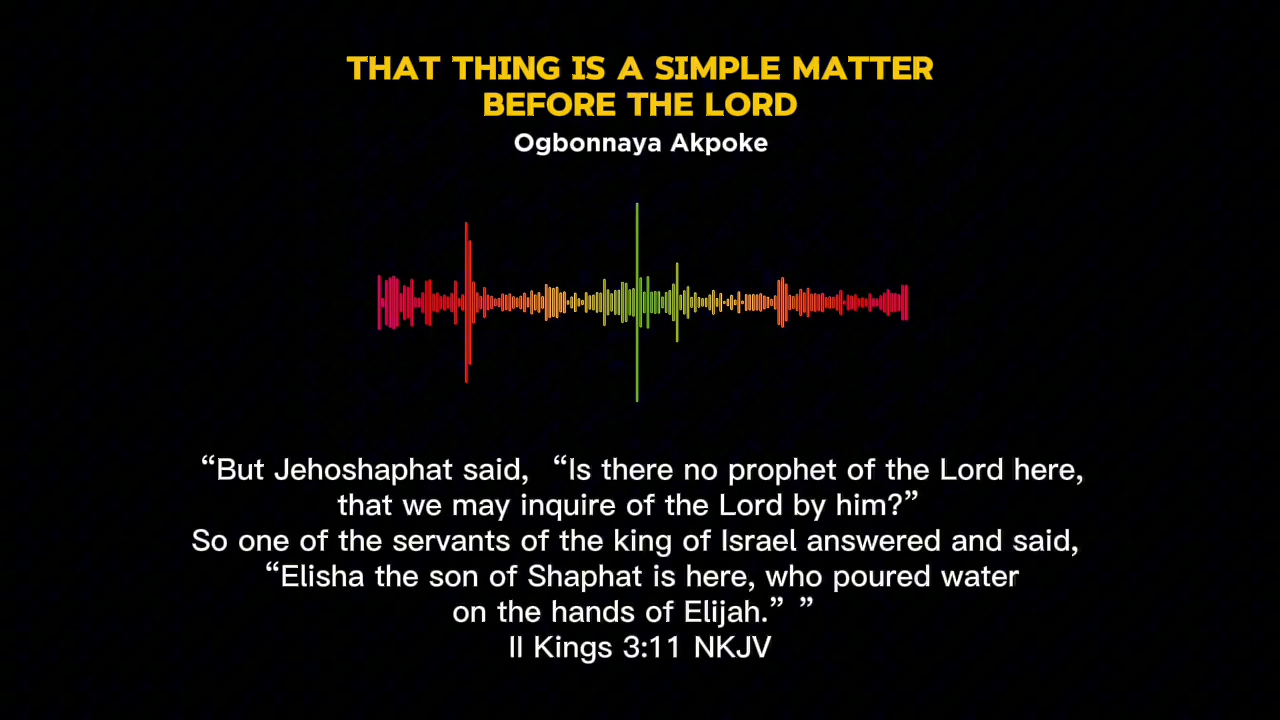 THAT THING IS A SIMPLE MATTER
BEFORE THE LORD
Ogbonnaya Akpoke
“But Jehoshaphat said, “Is there no prophet of the Lord here,
that we may inquire of the Lord by him?”
So one of the servants of the king of Israel answered and said,
“Elisha the son of Shaphat is here, who poured water
on the hands of Elijah.” ”
II Kings 3:11 NKJV